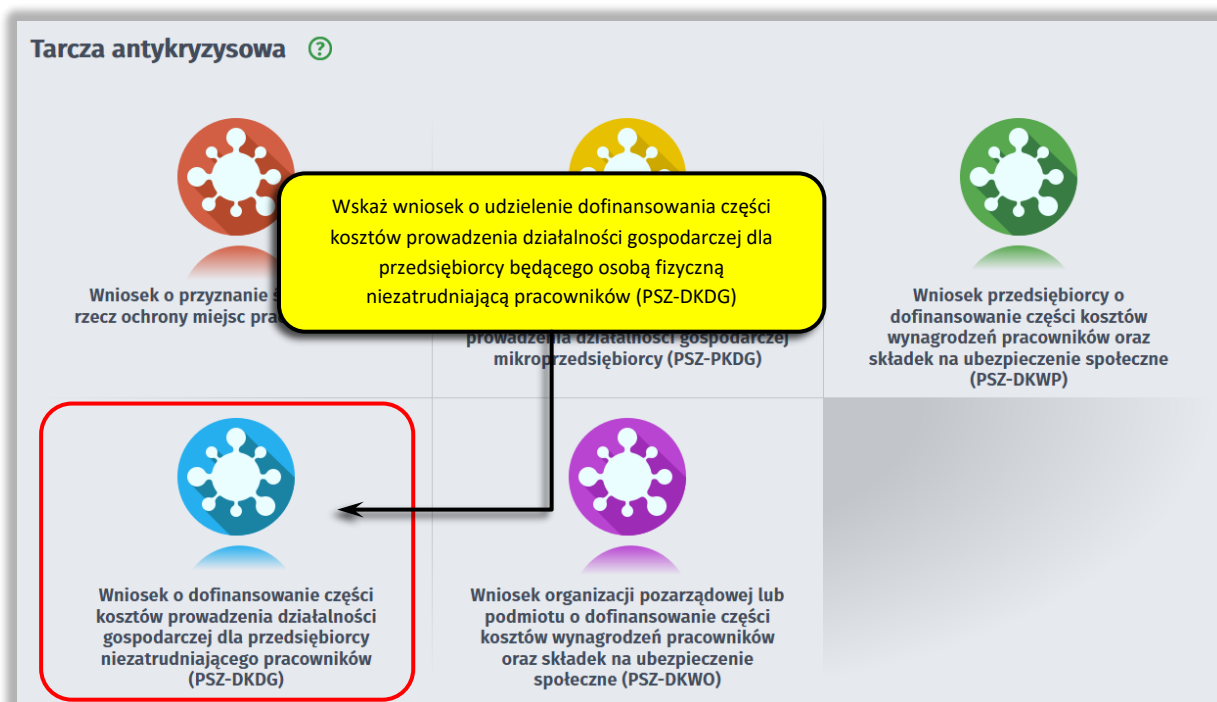 Tarcza antykryzysowa ?
Wskaż wniosek o udzielenie dofinansowania części
kosztów prowadzenia działalności gospodarczej dla
przedsiębiorcy będącego osobą fizyczną
niezatrudniającą pracowników (PSZ-DKDG)
Wniosek o przyznanie
rzecz ochrony miejsc
prowadzenia działalności gospodarczej
mikroprzedsiębiorcy (PSZ-PKDG)
Wniosek przedsiębiorcy o
dofinansowanie części kosztów
wynagrodzeń pracowników oraz
składek na ubezpieczenie społeczne
(PSZ-DKWP)
Wniosek o dofinansowanie części
kosztów prowadzenia działalności
gospodarczej dla przedsiębiorcy
niezatrudniającego pracowników
(PSZ-DKDG)
Wniosek organizacji pozarządowej lub
podmiotu o dofinansowanie części
kosztów wynagrodzeń pracowników
oraz składek na ubezpieczenie
społeczne (PSZ-DKWO)